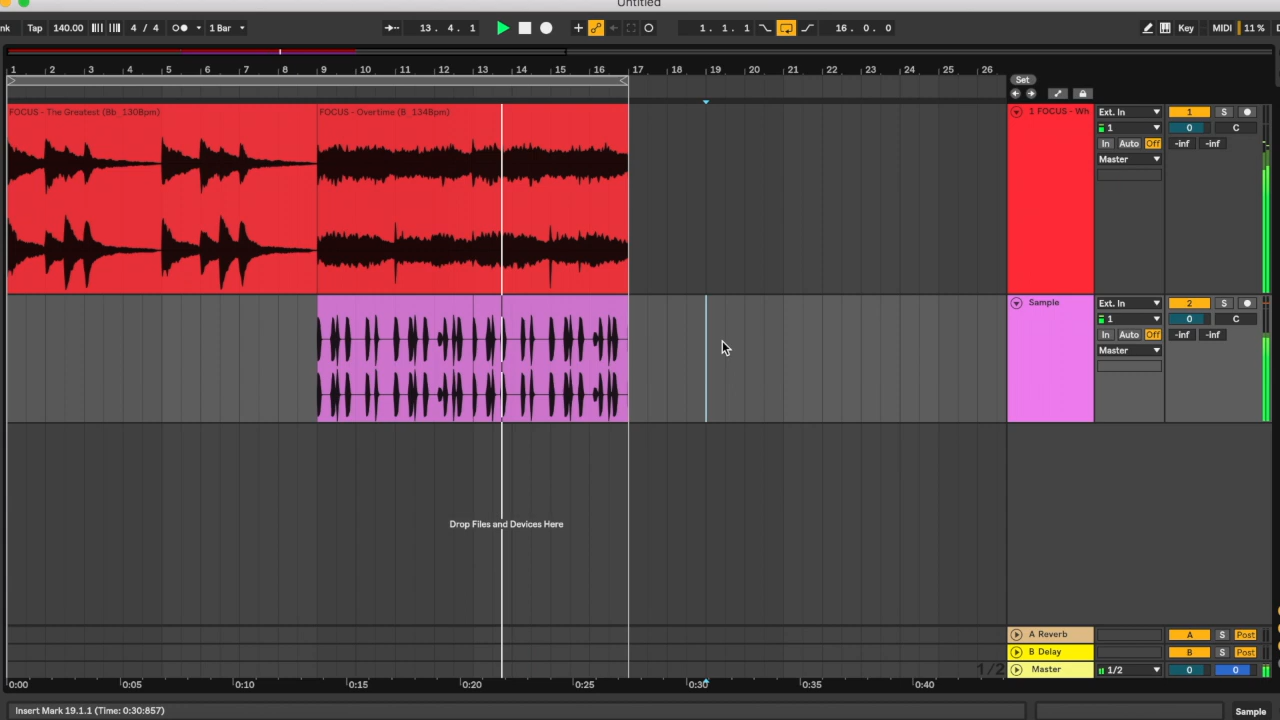 Untitled
nk Tap 140.00 4 / 4 1 Bar 13. 4. 1 1. 1. 1 16. 0. 0 Key MIDI 11 %
1 2 3 4 5 6 7 8 9 10 11 12 13 14 15 16 17 18 19 20 21 22 23 24 25 26
Set
FOCUS - The Greatest (Bb_130Bpm) FOCUS - Overtime (B_134Bpm) 1 FOCUS - Wh Ext. In 1 S
1 0 C
In Auto Off -inf -inf
Master
Sample Ext. In 2 S
1 0 C
In Auto Off -inf -inf
Master
Drop Files and Devices Here
A Reverb A S Post
B Delay B S Post
1/2 Master 1/2 0 0
0:00 0:05 0:10 0:15 0:20 0:25 0:30 0:35 0:40
Insert Mark 19.1.1 (Time: 0:30:857) Sample